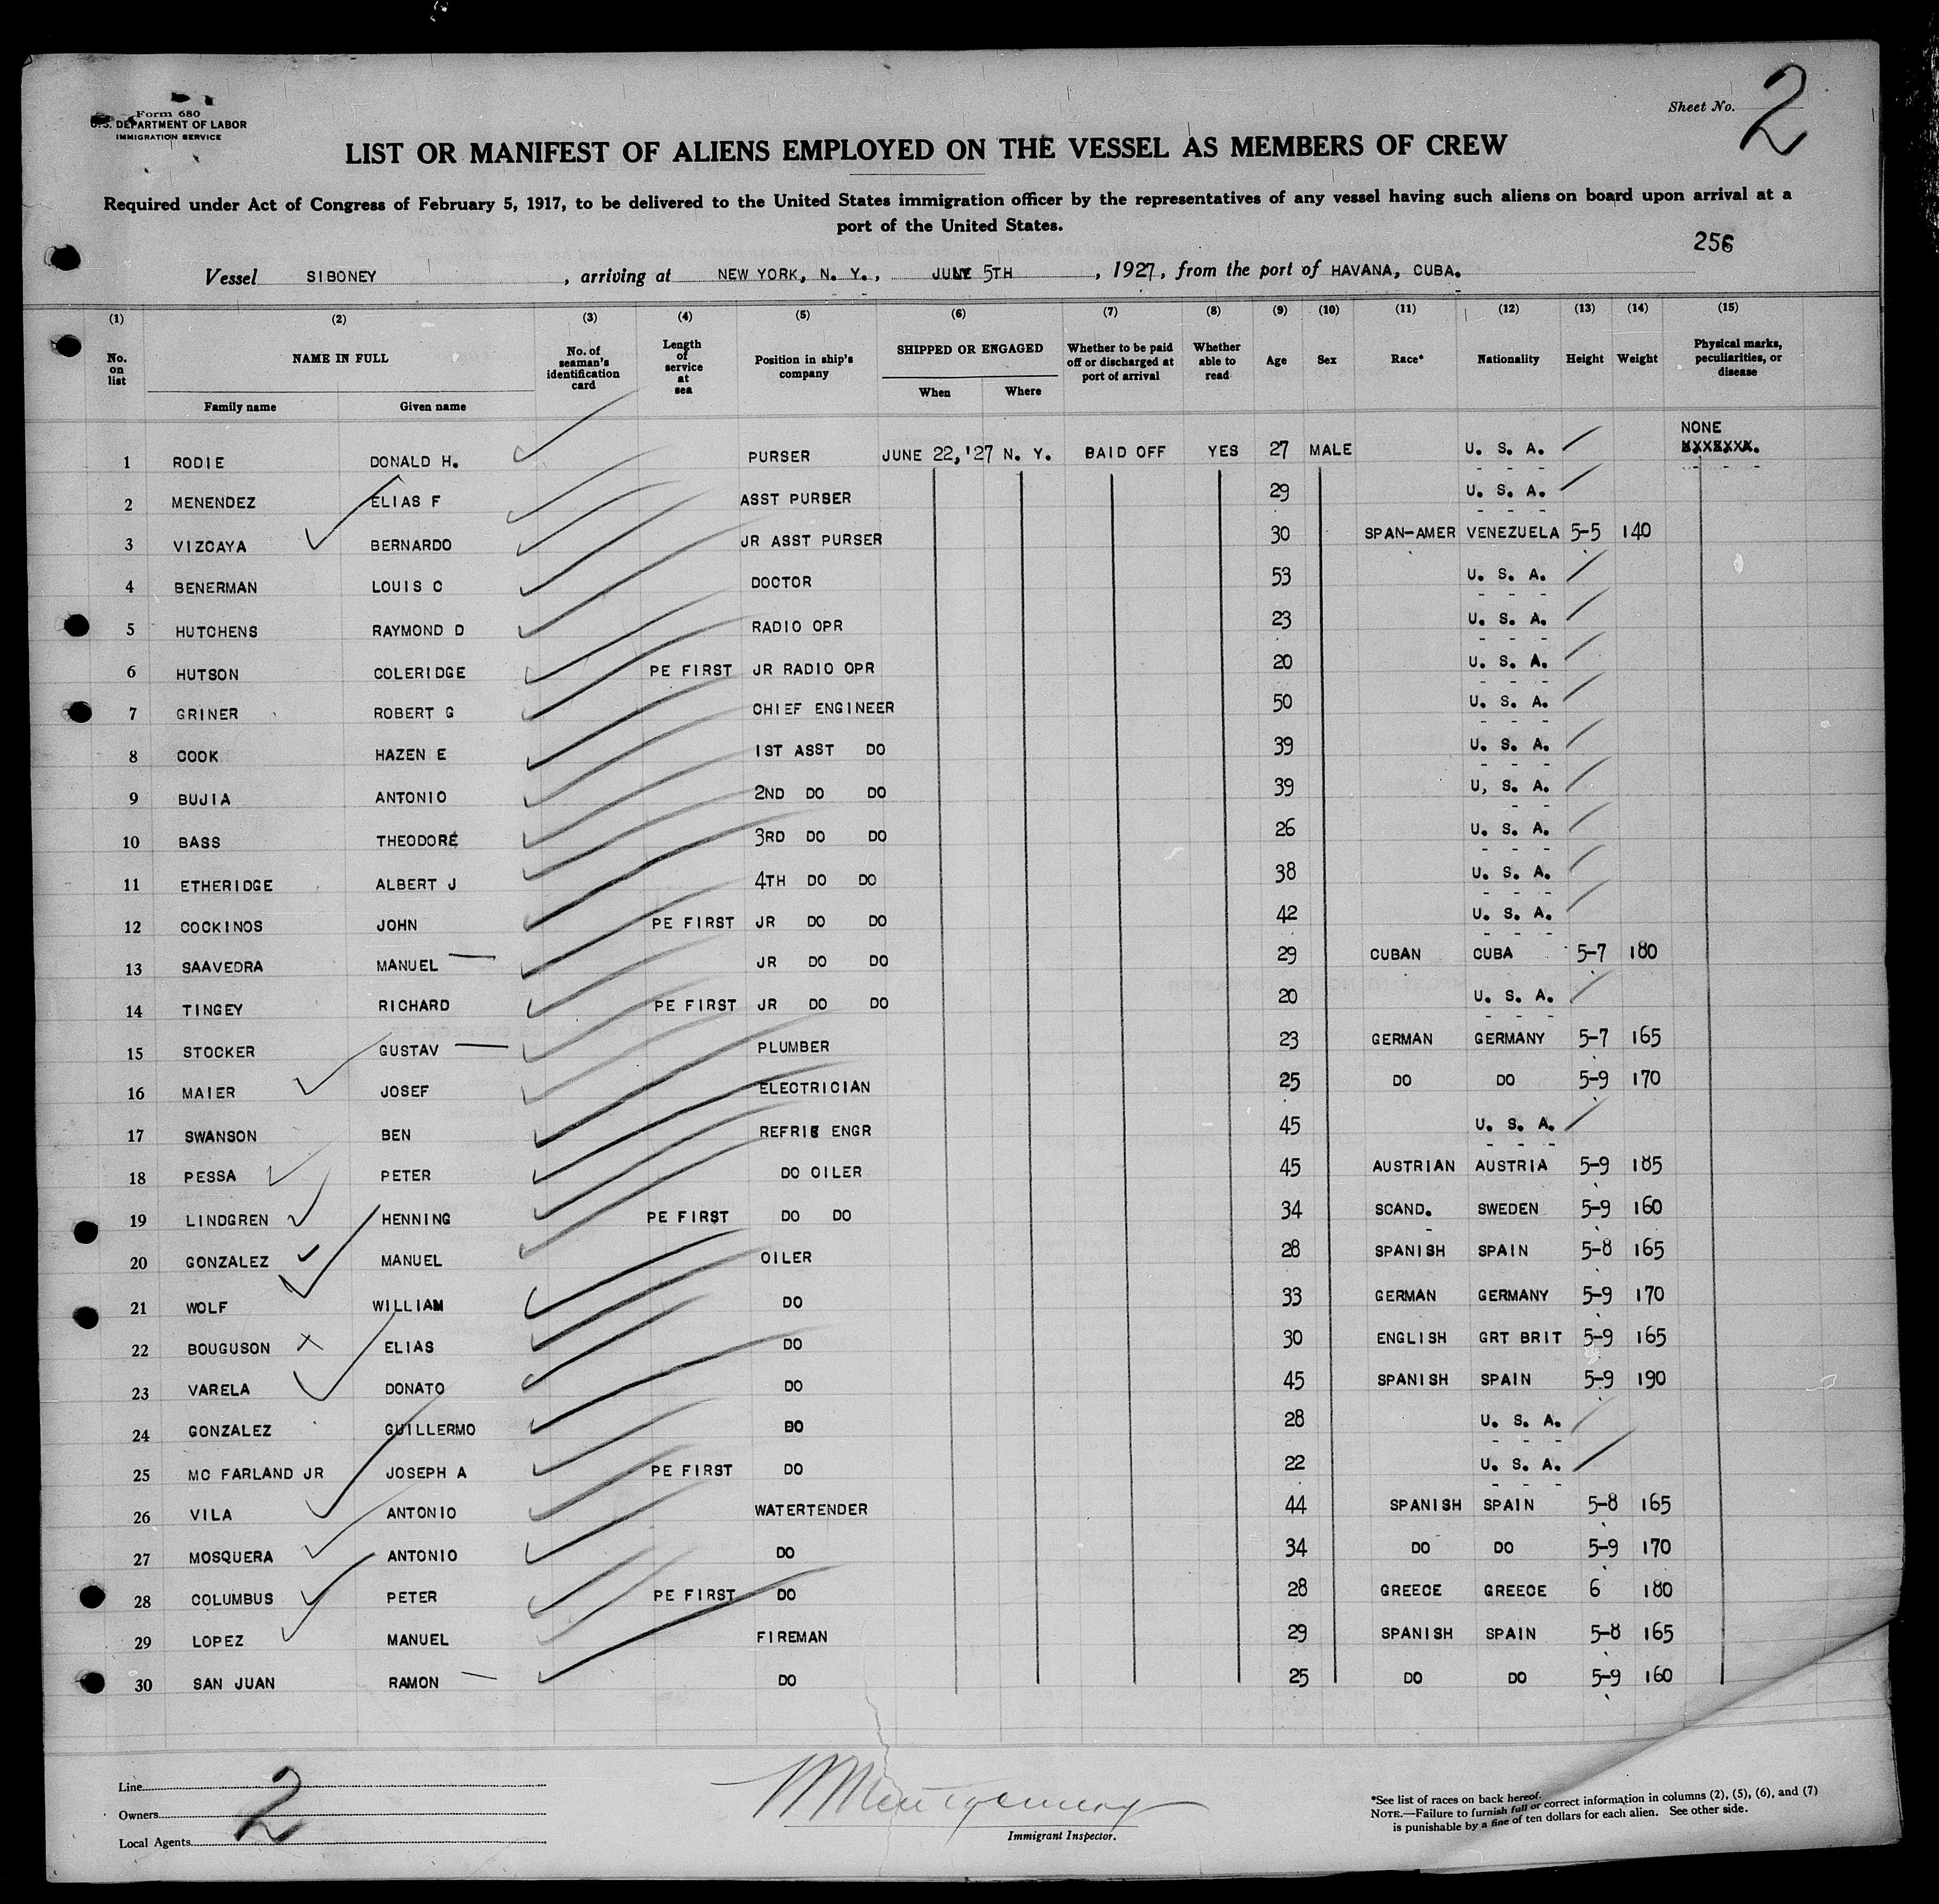 Form 680
U.S. DEPARTMENT OF LABOR
IMMIGRATION SERVICE
Sheet No. 2
LIST OR MANIFEST OF ALIENS EMPLOYED ON THE VESSEL AS MEMBERS OF CREW
Required under Act of Congress of February 5, 1917, to be delivered to the United States immigration officer by the representatives of any vessel having such aliens on board upon arrival at a
port of the United States.
256
Vessel SIBONEY, arriving at NEW YORK, N. Y., JULY 5TH, 1927, from the port of HAVANA, CUBA.
(1) (2) (3) (4) (5) (6) (7) (8) (9) (10) (11) (12) (13) (14) (15)
No. on list NAME IN FULL Family name Given name No. of seaman's identification card Length of service at sea Position in ship's company SHIPPED OR ENGAGED When Where Whether to be paid off or discharged at port of arrival Whether able to read Age Sex Race* Nationality Height Weight Physical marks, peculiarities, or disease
1 RODIE DONALD H. PURSER JUNE 22,'27 N. Y. PAID OFF YES 27 MALE U. S. A. NONE
2 MENENDEZ ELIAS F ASST PURSER 29 U. S. A.
3 VIZCAYA BERNARDO JR ASST PURSER 30 SPAN-AMER VENEZUELA 5-5 140
4 BENERMAN LOUIS C DOCTOR 53 U. S. A.
5 HUTCHENS RAYMOND D RADIO OPR 23 U. S. A.
6 HUTSON COLERIDGE PE FIRST JR RADIO OPR 20 U. S. A.
7 GRINER ROBERT G CHIEF ENGINEER 50 U. S. A.
8 COOK HAZEN E 1ST ASST DO 39 U. S. A.
9 BUJIA ANTONIO 2ND DO DO 39 U, S. A.
10 BASS THEODORE 3RD DO DO 26 U. S. A.
11 ETHERIDGE ALBERT J 4TH DO DO 38 U. S. A.
12 COCKINOS JOHN PE FIRST JR DO DO 42 U. S. A.
13 SAAVEDRA MANUEL JR DO DO 29 CUBAN CUBA 5-7 180
14 TINGEY RICHARD PE FIRST JR DO DO 20 U. S. A.
15 STOCKER GUSTAV PLUMBER 23 GERMAN GERMANY 5-7 165
16 MAIER JOSEF ELECTRICIAN 25 DO DO 5-9 170
17 SWANSON BEN REFRIG ENGR 45 U. S. A.
18 PESSA PETER DO OILER 45 AUSTRIAN AUSTRIA 5-9 185
19 LINDGREN HENNING PE FIRST DO DO 34 SCAND. SWEDEN 5-9 160
20 GONZALEZ MANUEL OILER 28 SPANISH SPAIN 5-8 165
21 WOLF WILLIAM DO 33 GERMAN GERMANY 5-9 170
22 BOUGUSON ELIAS DO 30 ENGLISH GRT BRIT 5-9 165
23 VARELA DONATO DO 45 SPANISH SPAIN 5-9 190
24 GONZALEZ GUILLERMO DO 28 U. S. A.
25 MC FARLAND JR JOSEPH A PE FIRST DO 22 U. S. A.
26 VILA ANTONIO WATERTENDER 44 SPANISH SPAIN 5-8 165
27 MOSQUERA ANTONIO DO 34 DO DO 5-9 170
28 COLUMBUS PETER PE FIRST DO 28 GREECE GREECE 6 180
29 LOPEZ MANUEL FIREMAN 29 SPANISH SPAIN 5-8 165
30 SAN JUAN RAMON DO 25 DO DO 5-9 160
Line
Owners
Local Agents
2
Montgomery
Immigrant Inspector.
*See list of races on back hereof.
NOTE.—Failure to furnish full or correct information in columns (2), (5), (6), and (7)
is punishable by a fine of ten dollars for each alien. See other side.